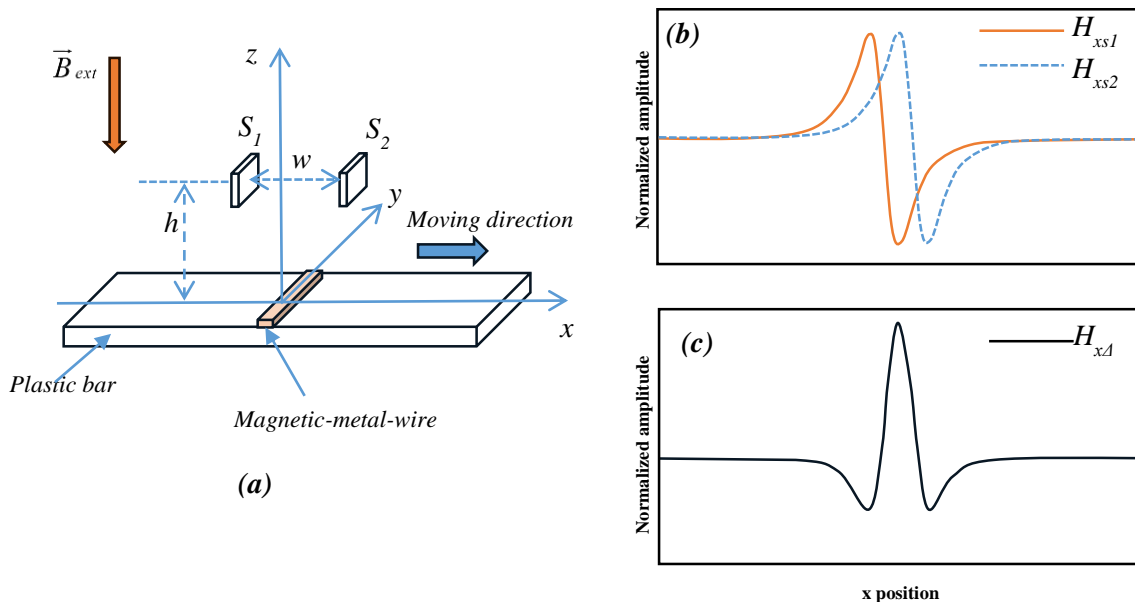 B ext
z
S1
S2
w
y
h
Moving direction
x
Plastic bar
Magnetic-metal-wire
(a)
(b)
Hxs1
Hxs2
Normalized amplitude
(c)
HxΔ
Normalized amplitude
x position